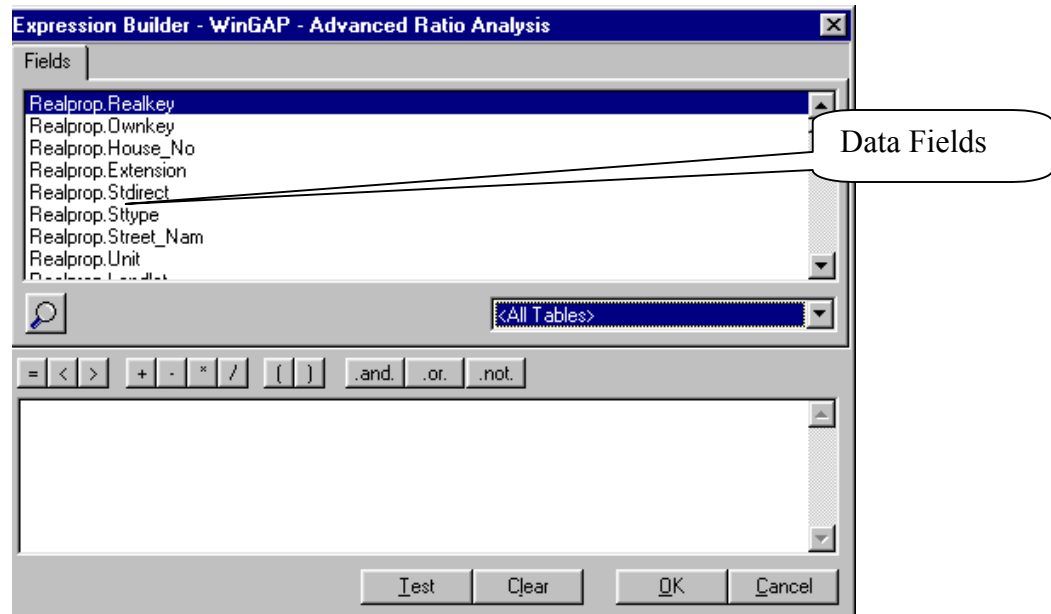 Expression Builder - WinGAP - Advanced Ratio Analysis
Fields
Realprop.Realkey
Realprop.Ownkey
Realprop.House_No
Realprop.Extension
Realprop.Stdirect
Realprop.Sttype
Realprop.Street_Nam
Realprop.Unit
Data Fields
<All Tables>
= < > + - * / ( ) .and. .or. .not.
Test Clear OK Cancel